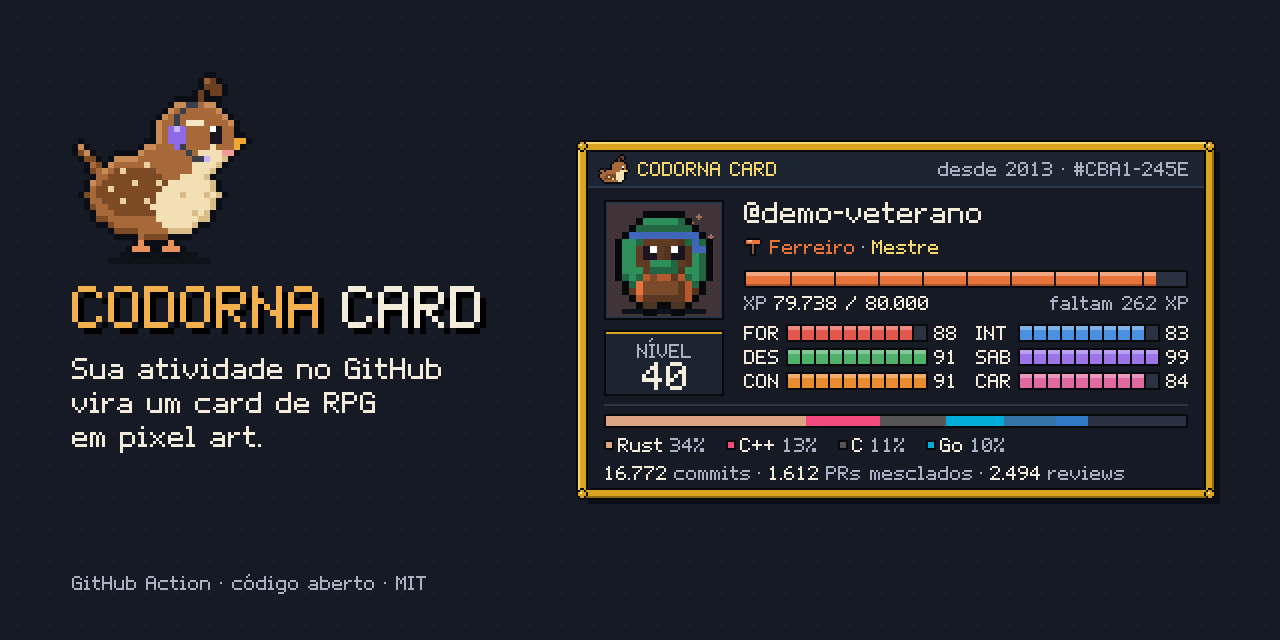 CODORNA CARD
Sua atividade no GitHub
vira um card de RPG
em pixel art.
GitHub Action · código aberto · MIT
CODORNA CARD desde 2013 · #CBA1-245E
@demo-veterano
Ferreiro · Mestre
XP 79.738 / 80.000 faltam 262 XP
NÍVEL
40
FOR 88 INT 83
DES 91 SAB 99
CON 91 CAR 84
Rust 34% C++ 13% C 11% Go 10%
16.772 commits · 1.612 PRs mesclados · 2.494 reviews